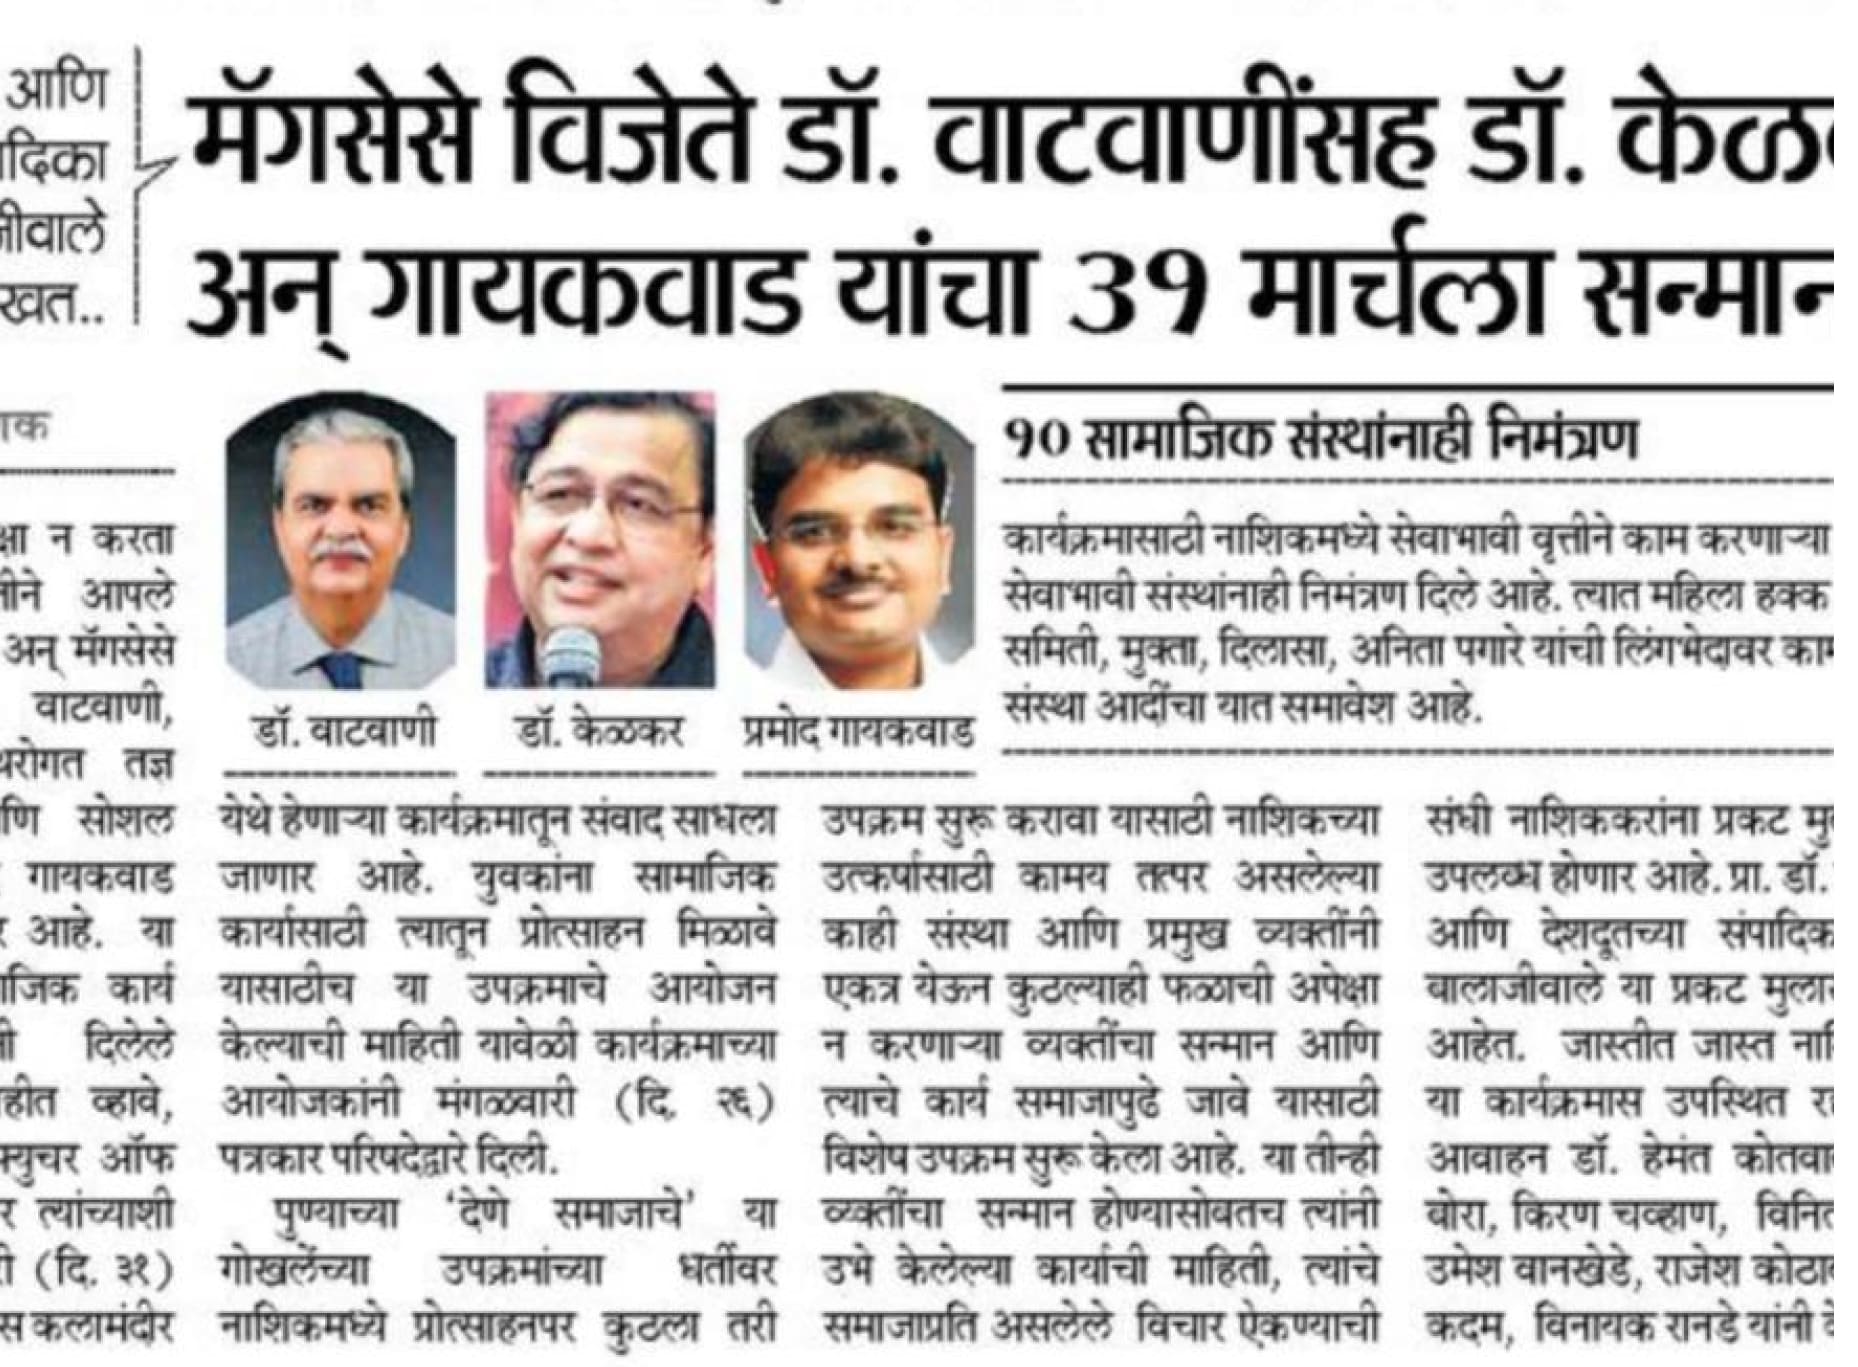 आणि
मॅगसेसे विजेते डॉ. वाटवाणींसह डॉ.
अन् गायकवाड यांचा ३१ मार्चला सन्मान
डॉ. वाटवाणी
डॉ. केळकर
प्रमोद गायकवाड
१० सामाजिक संस्थांनाही निमंत्रण
कार्यक्रमासाठी नाशिकमध्ये सेवाभावी वृत्तीने काम करणाऱ्या
सेवाभावी संस्थांनाही निमंत्रण दिले आहे. त्यात महिला हक्क
समिती, मुक्ता, दिलासा, अनिता पगारे यांची लिंगभेदावर
संस्था आदींचा यात समावेश आहे.
न करता
आपले
अन् मॅगसेसे
वाटवाणी,
तज्ञ
सोशल
गायकवाड
आहे. या
कार्य
दिलेले
व्हावे,
ऑफ
त्यांच्याशी
(दि. ३१)
कलामंदीर
येथे हेणाऱ्या कार्यक्रमातून संवाद साधला
जाणार आहे. युवकांना सामाजिक
कार्यासाठी त्यातून प्रोत्साहन मिळावे
यासाठीच या उपक्रमाचे आयोजन
केल्याची माहिती यावेळी कार्यक्रमाच्या
आयोजकांनी मंगळवारी (दि. २६)
पत्रकार परिषदेद्वारे दिली.
पुण्याच्या ‘देणे समाजाचे’ या
गोखलेंच्या उपक्रमांच्या धर्तीवर
नाशिकमध्ये प्रोत्साहनपर कुठला तरी
उपक्रम सुरू करावा यासाठी नाशिकच्या
उत्कर्षासाठी कामय तत्पर असलेल्या
काही संस्था आणि प्रमुख व्यक्तींनी
एकत्र येऊन कुठल्याही फळाची अपेक्षा
न करणाऱ्या व्यक्तींचा सन्मान आणि
त्याचे कार्य समाजापुढे जावे यासाठी
विशेष उपक्रम सुरू केला आहे. या तीन्ही
व्यक्तींचा सन्मान होण्यासोबतच त्यांनी
उभे केलेल्या कार्याची माहिती, त्यांचे
समाजाप्रति असलेले विचार ऐकण्याची
संधी नाशिककरांना प्रकट
उपलब्ध होणार आहे. प्रा. डॉ.
आणि देशदूतच्या
बालाजीवाले या प्रकट
आहेत. जास्तीत जास्त
या कार्यक्रमास उपस्थित
आवाहन डॉ. हेमंत
बोरा, किरण चव्हाण,
उमेश वानखेडे, राजेश
कदम, विनायक रानडे यांनी